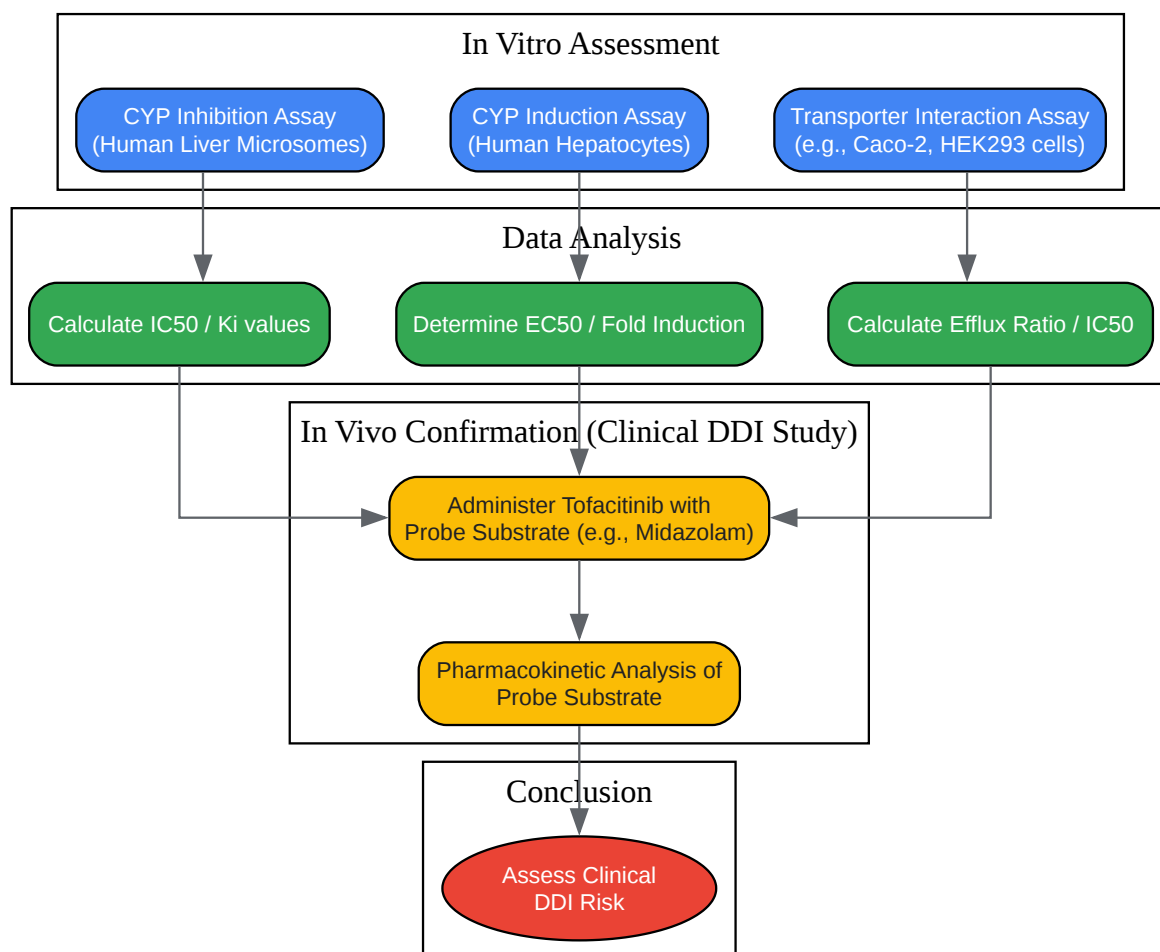 In Vitro Assessment
CYP Inhibition Assay
(Human Liver Microsomes)
CYP Induction Assay
(Human Hepatocytes)
Transporter Interaction Assay
(e.g., Caco-2, HEK293 cells)
Data Analysis
Calculate IC50 / Ki values
Determine EC50 / Fold Induction
Calculate Efflux Ratio / IC50
In Vivo Confirmation (Clinical DDI Study)
Administer Tofacitinib with
Probe Substrate (e.g., Midazolam)
Pharmacokinetic Analysis of
Probe Substrate
Conclusion
Assess Clinical
DDI Risk